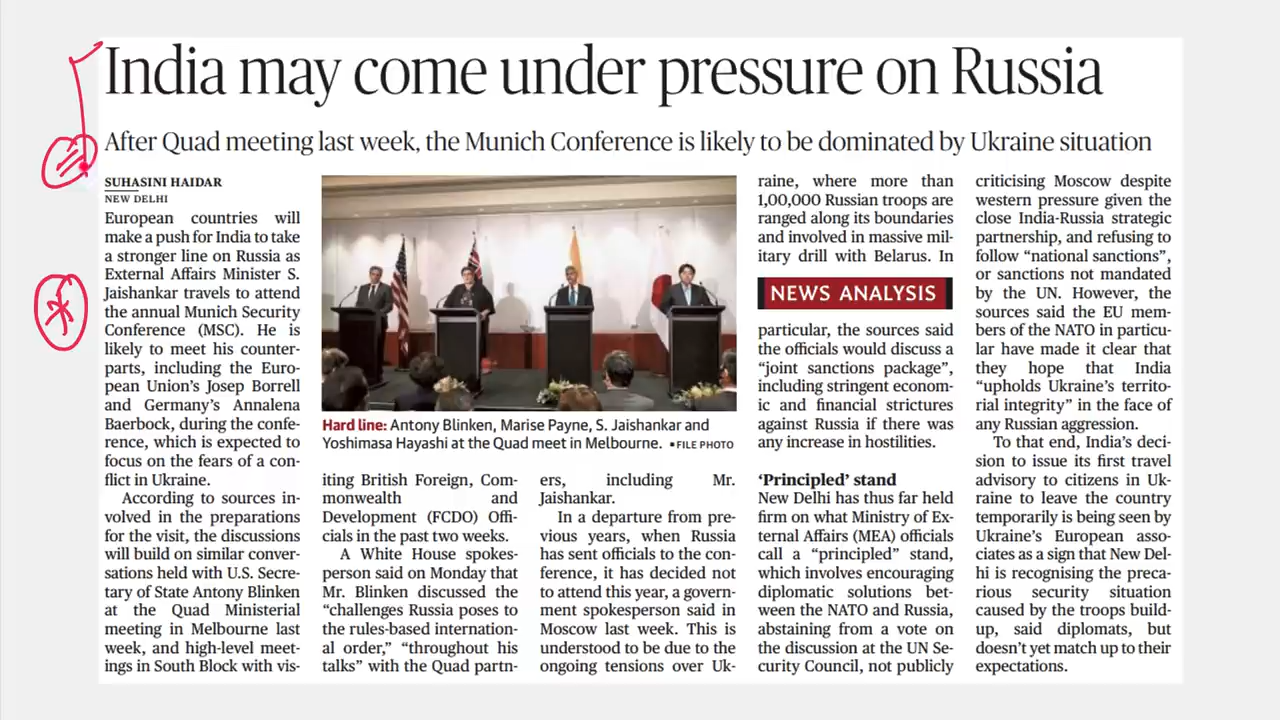 India may come under pressure on Russia
After Quad meeting last week, the Munich Conference is likely to be dominated by Ukraine situation
SUHASINI HAIDAR
NEW DELHI
European countries will
make a push for India to take
a stronger line on Russia as
External Affairs Minister S.
Jaishankar travels to attend
the annual Munich Security
Conference (MSC). He is
likely to meet his counter-
parts, including the Euro-
pean Union's Josep Borrell
and Germany's Annalena
Baerbock, during the confe-
rence, which is expected to
focus on the fears of a con-
flict in Ukraine.
According to sources in-
volved in the preparations
for the visit, the discussions
will build on similar conver-
sations held with U.S. Secre-
tary of State Antony Blinken
at the Quad Ministerial
meeting in Melbourne last
week, and high-level meet-
ings in South Block with vis-
Hard line: Antony Blinken, Marise Payne, S. Jaishankar and
Yoshimasa Hayashi at the Quad meet in Melbourne. •FILE PHOTO
iting British Foreign, Com-
monwealth and
Development (FCDO) Offi-
cials in the past two weeks.
A White House spokes-
person said on Monday that
Mr. Blinken discussed the
“challenges Russia poses to
the rules-based internation-
al order,” “throughout his
talks” with the Quad partn-
ers, including Mr.
Jaishankar.
In a departure from pre-
vious years, when Russia
has sent officials to the con-
ference, it has decided not
to attend this year, a govern-
ment spokesperson said in
Moscow last week. This is
understood to be due to the
ongoing tensions over Uk-
raine, where more than
1,00,000 Russian troops are
ranged along its boundaries
and involved in massive mil-
itary drill with Belarus. In
NEWS ANALYSIS
particular, the sources said
the officials would discuss a
“joint sanctions package”,
including stringent econom-
ic and financial strictures
against Russia if there was
any increase in hostilities.
‘Principled’ stand
New Delhi has thus far held
firm on what Ministry of Ex-
ternal Affairs (MEA) officials
call a “principled” stand,
which involves encouraging
diplomatic solutions bet-
ween the NATO and Russia,
abstaining from a vote on
the discussion at the UN Se-
curity Council, not publicly
criticising Moscow despite
western pressure given the
close India-Russia strategic
partnership, and refusing to
follow “national sanctions”,
or sanctions not mandated
by the UN. However, the
sources said the EU mem-
bers of the NATO in particu-
lar have made it clear that
they hope that India
“upholds Ukraine's territo-
rial integrity” in the face of
any Russian aggression.
To that end, India's deci-
sion to issue its first travel
advisory to citizens in Uk-
raine to leave the country
temporarily is being seen by
Ukraine's European asso-
ciates as a sign that New Del-
hi is recognising the preca-
rious security situation
caused by the troops build-
up, said diplomats, but
doesn't yet match up to their
expectations.